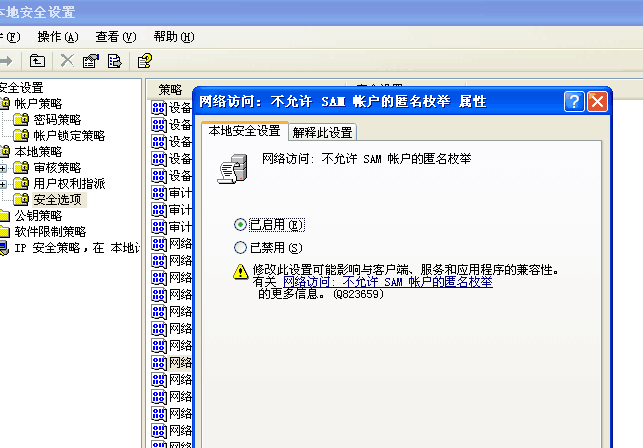 本地安全设置
(F) 操作(A) 查看(V) 帮助(H)
安全设置
帐户策略
密码策略
帐户锁定策略
本地策略
审核策略
用户权利指派
安全选项
公钥策略
软件限制策略
IP 安全策略，在 本地
策略
设备
设备
设备
设备
设备
审计
审计
审计
网络
网络
网络
网络
网络
网络
网络
网络
网络
网络
网络
网络
网络
网络访问: 不允许 SAM 帐户的匿名枚举 属性
本地安全设置 解释此设置
网络访问: 不允许 SAM 帐户的匿名枚举
已启用(E)
已禁用(S)
修改此设置可能影响与客户端、服务和应用程序的兼容性。
有关 网络访问: 不允许 SAM 帐户的匿名枚举
的更多信息。(Q823659)